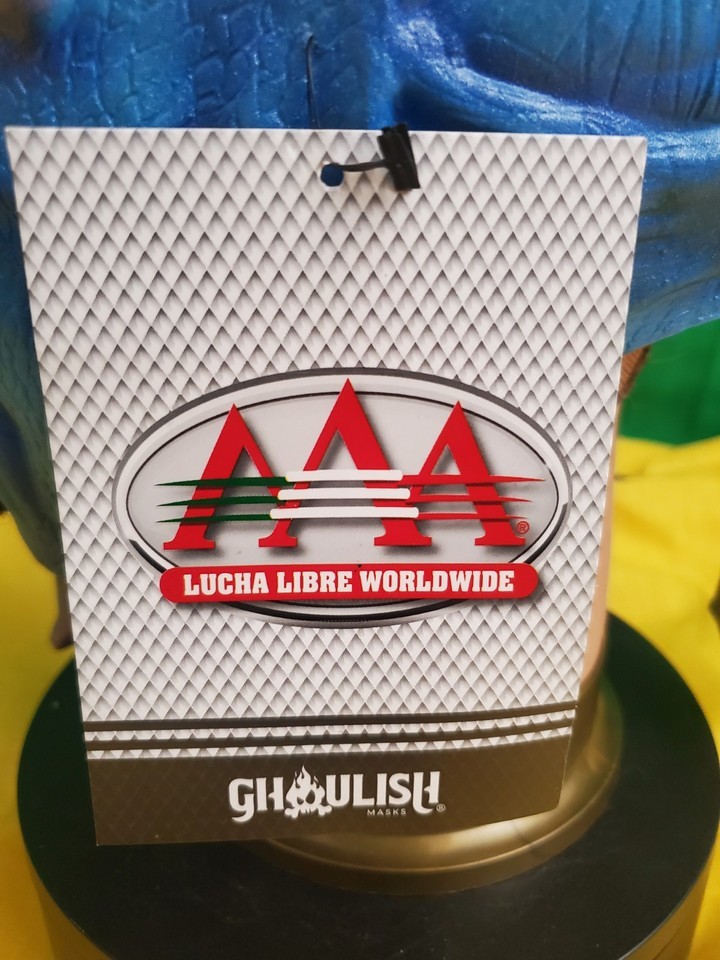 AAA
®
LUCHA LIBRE WORLDWIDE
GHOULISH
MASKS ®